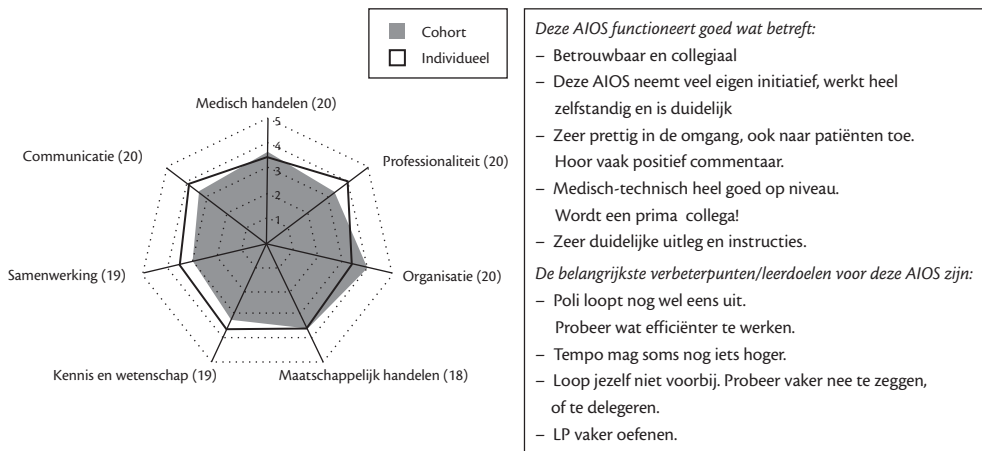 Cohort
Individueel
Medisch handelen (20)
Communicatie (20)
Professionaliteit (20)
5
4
3
2
1
Samenwerking (19)
Organisatie (20)
Kennis en wetenschap (19)
Maatschappelijk handelen (18)
Deze AIOS functioneert goed wat betreft:
– Betrouwbaar en collegiaal
– Deze AIOS neemt veel eigen initiatief, werkt heel
zelfstandig en is duidelijk
– Zeer prettig in de omgang, ook naar patiënten toe.
Hoor vaak positief commentaar.
– Medisch-technisch heel goed op niveau.
Wordt een prima collega!
– Zeer duidelijke uitleg en instructies.
De belangrijkste verbeterpunten/leerdoelen voor deze AIOS zijn:
– Poli loopt nog wel eens uit.
Probeer wat efficiënter te werken.
– Tempo mag soms nog iets hoger.
– Loop jezelf niet voorbij. Probeer vaker nee te zeggen,
of te delegeren.
– LP vaker oefenen.